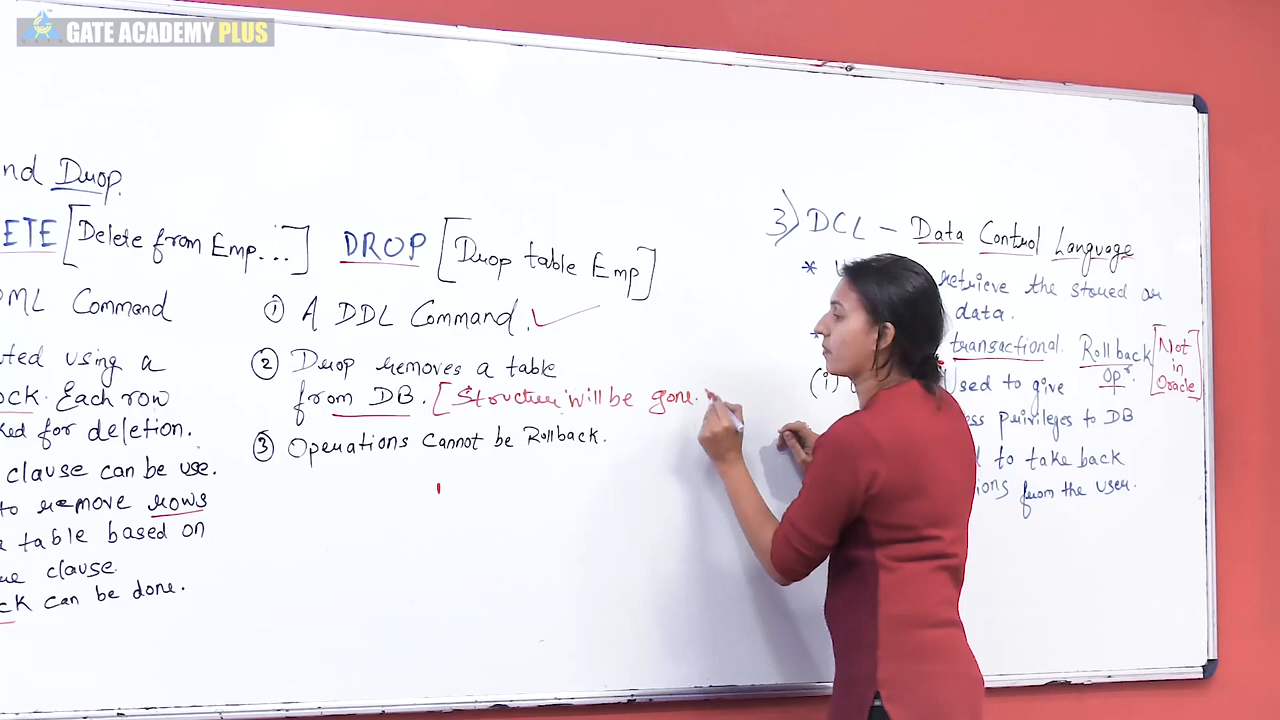 GATE ACADEMY PLUS
nd Drop.
ETE [Delete from Emp...]
ML Command
ted using a
ock. Each row
ked for deletion.
clause can be use.
to remove rows
a table based on
clause.
ck can be done.
DROP [Drop table Emp]
① A DDL Command.
② Drop removes a table
from DB. [Structure will be gone.
③ Operations Cannot be Rollback.
3) DCL - Data Control Language
* retrieve the stored or
data.
* transactional. Rollback
Opr.
[Not
in
Oracle]
(i) Used to give
ss privileges to DB
to take back
ions from the user.